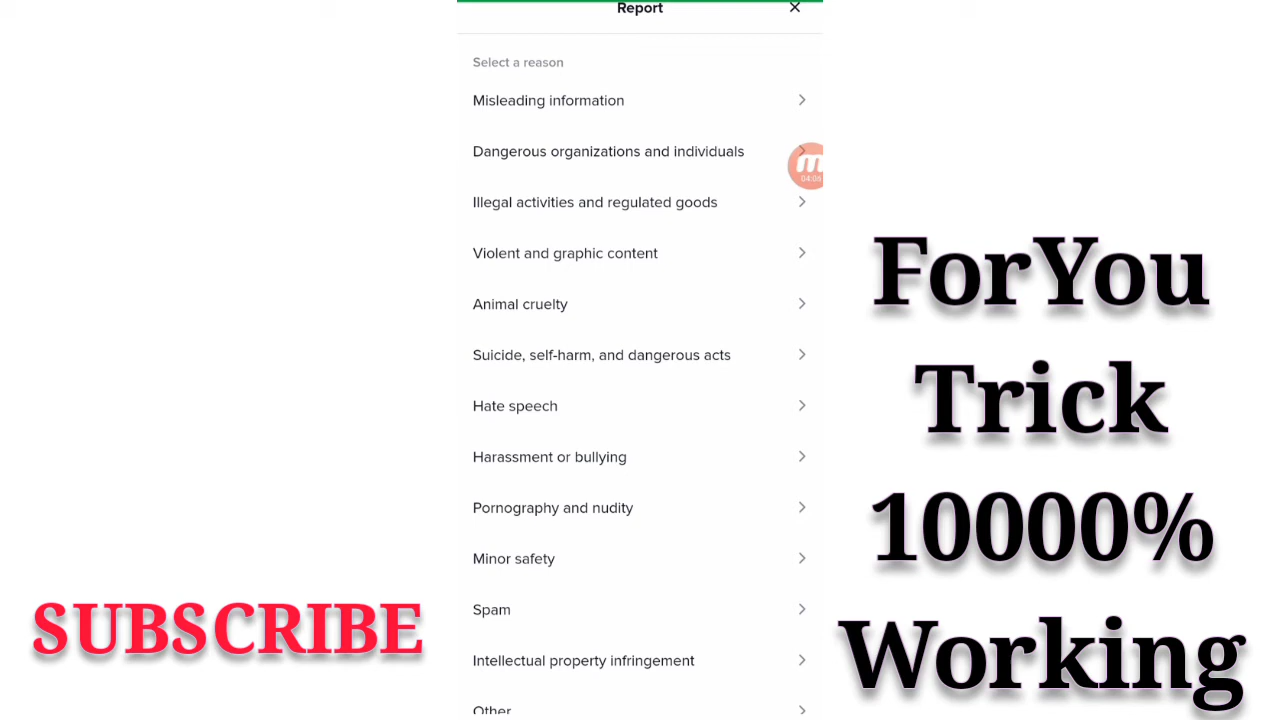 Report
Select a reason
Misleading information
Dangerous organizations and individuals
m
04:06
Illegal activities and regulated goods
Violent and graphic content
Animal cruelty
Suicide, self-harm, and dangerous acts
Hate speech
Harassment or bullying
Pornography and nudity
Minor safety
Spam
Intellectual property infringement
Other
SUBSCRIBE
ForYou
Trick
10000%
Working